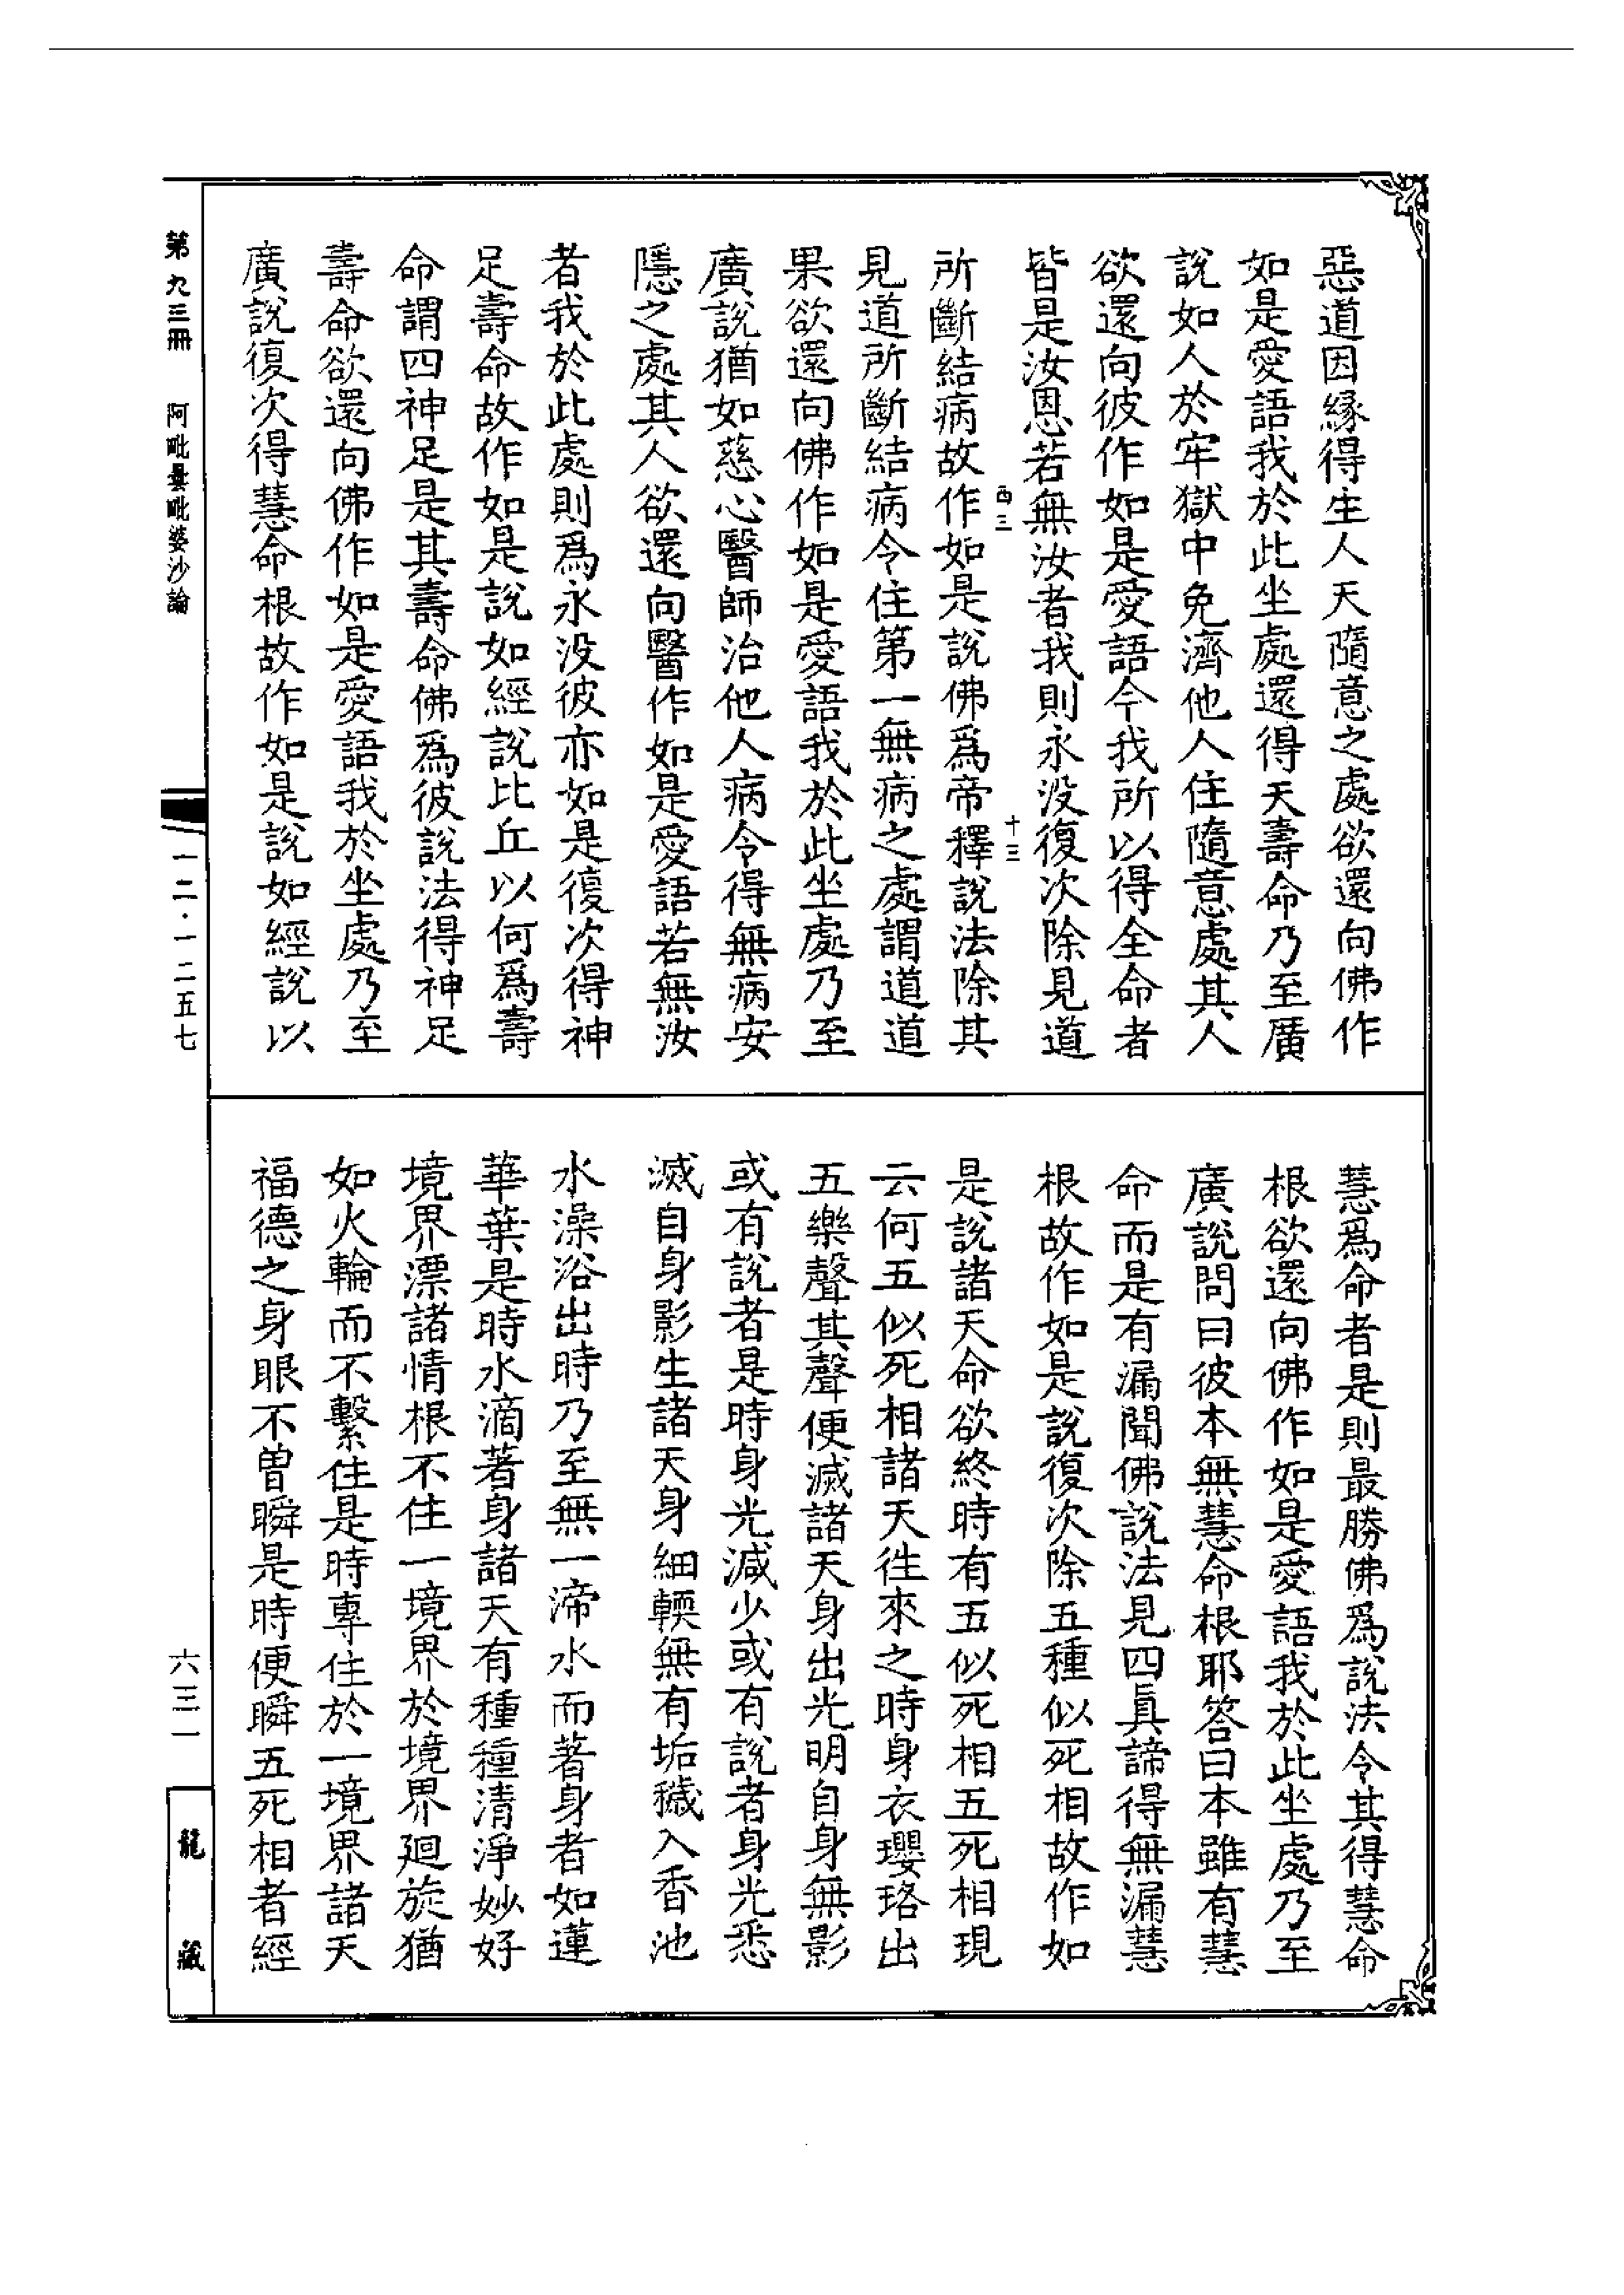 惡道因緣得生人天隨意之處欲還向佛作
如是愛語我於此坐處還得天壽命乃至廣
說如人於牢獄中免濟他人住隨意處其人
欲還向彼作如是愛語今我所以得全命者
皆是汝恩若無汝者我則永没復次除見道
西三
十三
所斷結病故作如是說佛爲帝釋說法除其
見道所斷結病令住第一無病之處謂道道
果欲還向佛作如是愛語我於此坐處乃至
廣說猶如慈心醫師治他人病令得無病安
隱之處其人欲還向醫作如是愛語若無汝
者我於此處則爲永没彼亦如是復次得神
足壽命故作如是說如經說比丘以何爲壽
命謂四神足是其壽命佛爲彼說法得神足
壽命欲還向佛作如是愛語我於坐處乃至
廣說復次得慧命根故作如是說如經說以
慧爲命者是則最勝佛爲說法令其得慧命
根欲還向佛作如是愛語我於此坐處乃至
廣說問曰彼本無慧命根耶答曰本雖有慧
命而是有漏聞佛說法見四眞諦得無漏慧
根故作如是說復次除五種似死相故作如
是說諸天命欲終時有五似死相五死相現
云何五似死相諸天徃來之時身衣瓔珞出
五樂聲其聲便滅諸天身出光明自身無影
或有說者是時身光減少或有說者身光悉
滅自身影生諸天身細輭無有垢穢入香池
水澡浴出時乃至無一渧水而著身者如蓮
華葉是時水滴著身諸天有種種清淨妙好
境界漂諸情根不住一境界於境界廻旋猶
如火輪而不繫住是時專住於一境界諸天
福德之身眼不曾瞬是時便瞬五死相者經
第九三冊 阿毗曇毗婆沙論
一二·一二五七
六三一
龍藏